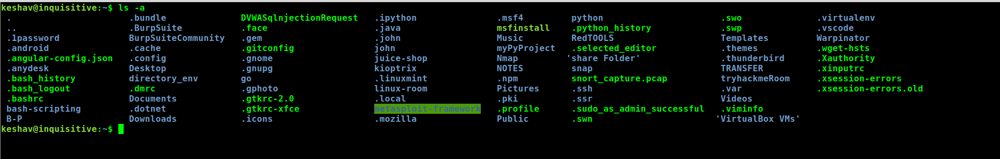 keshav@inquisitive:~$ ls -a
. .bundle DVWASqlnjectionRequest .ipython .msf4 python .swo .virtualenv
.. .BurpSuite .face .java msfinstall .python_history .swp .vscode
.1password BurpSuiteCommunity .gem .john Music RedTOOLS Templates Warpinator
.android .cache .gitconfig john myPyProject .selected_editor .themes .wget-hsts
.angular-config.json .config .gnome juice-shop Nmap 'share Folder' .thunderbird .Xauthority
.anydesk Desktop .gnupg kioptrix NOTES snap TRANSFER .xinputrc
.bash_history directory_env go .linuxmint .npm snort_capture.pcap tryhackmeRoom .xsession-errors
.bash_logout .dmrc .gphoto linux-room Pictures .ssh .var .xsession-errors.old
.bashrc Documents .gtkrc-2.0 .local .pki .ssr Videos
bash-scripting .dotnet .gtkrc-xfce metasploit-framework .profile .sudo_as_admin_successful .viminfo
B-P Downloads .icons .mozilla Public .swn 'VirtualBox VMs'
keshav@inquisitive:~$